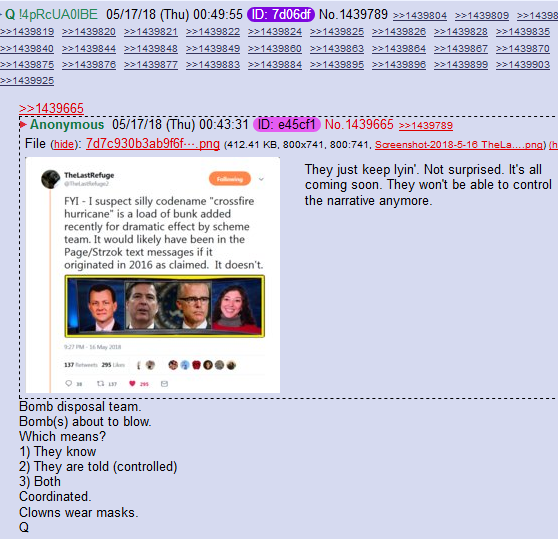 Q !4pRcUA0lBE 05/17/18 (Thu) 00:49:55 ID: 7d06df No.1439789 >>1439804 >>1439809 >>14398
>>1439819 >>1439820 >>1439821 >>1439822 >>1439824 >>1439825 >>1439826 >>1439828 >>1439835
>>1439840 >>1439844 >>1439848 >>1439849 >>1439860 >>1439863 >>1439864 >>1439867 >>1439870
>>1439875 >>1439876 >>1439877 >>1439883 >>1439884 >>1439895 >>1439896 >>1439899 >>1439903
>>1439925
>>1439665
Anonymous 05/17/18 (Thu) 00:43:31 ID: e45cf1 No.1439665 >>1439789
File (hide): 7d7c930b3ab9f6f⋯.png (412.41 KB, 800x741, 800:741, Screenshot-2018-5-16 TheLa....png) (h
They just keep lyin'. Not surprised. It's all
coming soon. They won't be able to control
the narrative anymore.
TheLastRefuge
@TheLastRefuge2
Following
FYI - I suspect silly codename "crossfire
hurricane" is a load of bunk added
recently for dramatic effect by scheme
team. It would likely have been in the
Page/Strzok text messages if it
originated in 2016 as claimed. It doesn't.
9:27 PM - 16 May 2018
137 Retweets 295 Likes
38 137 295
Bomb disposal team.
Bomb(s) about to blow.
Which means?
1) They know
2) They are told (controlled)
3) Both
Coordinated.
Clowns wear masks.
Q